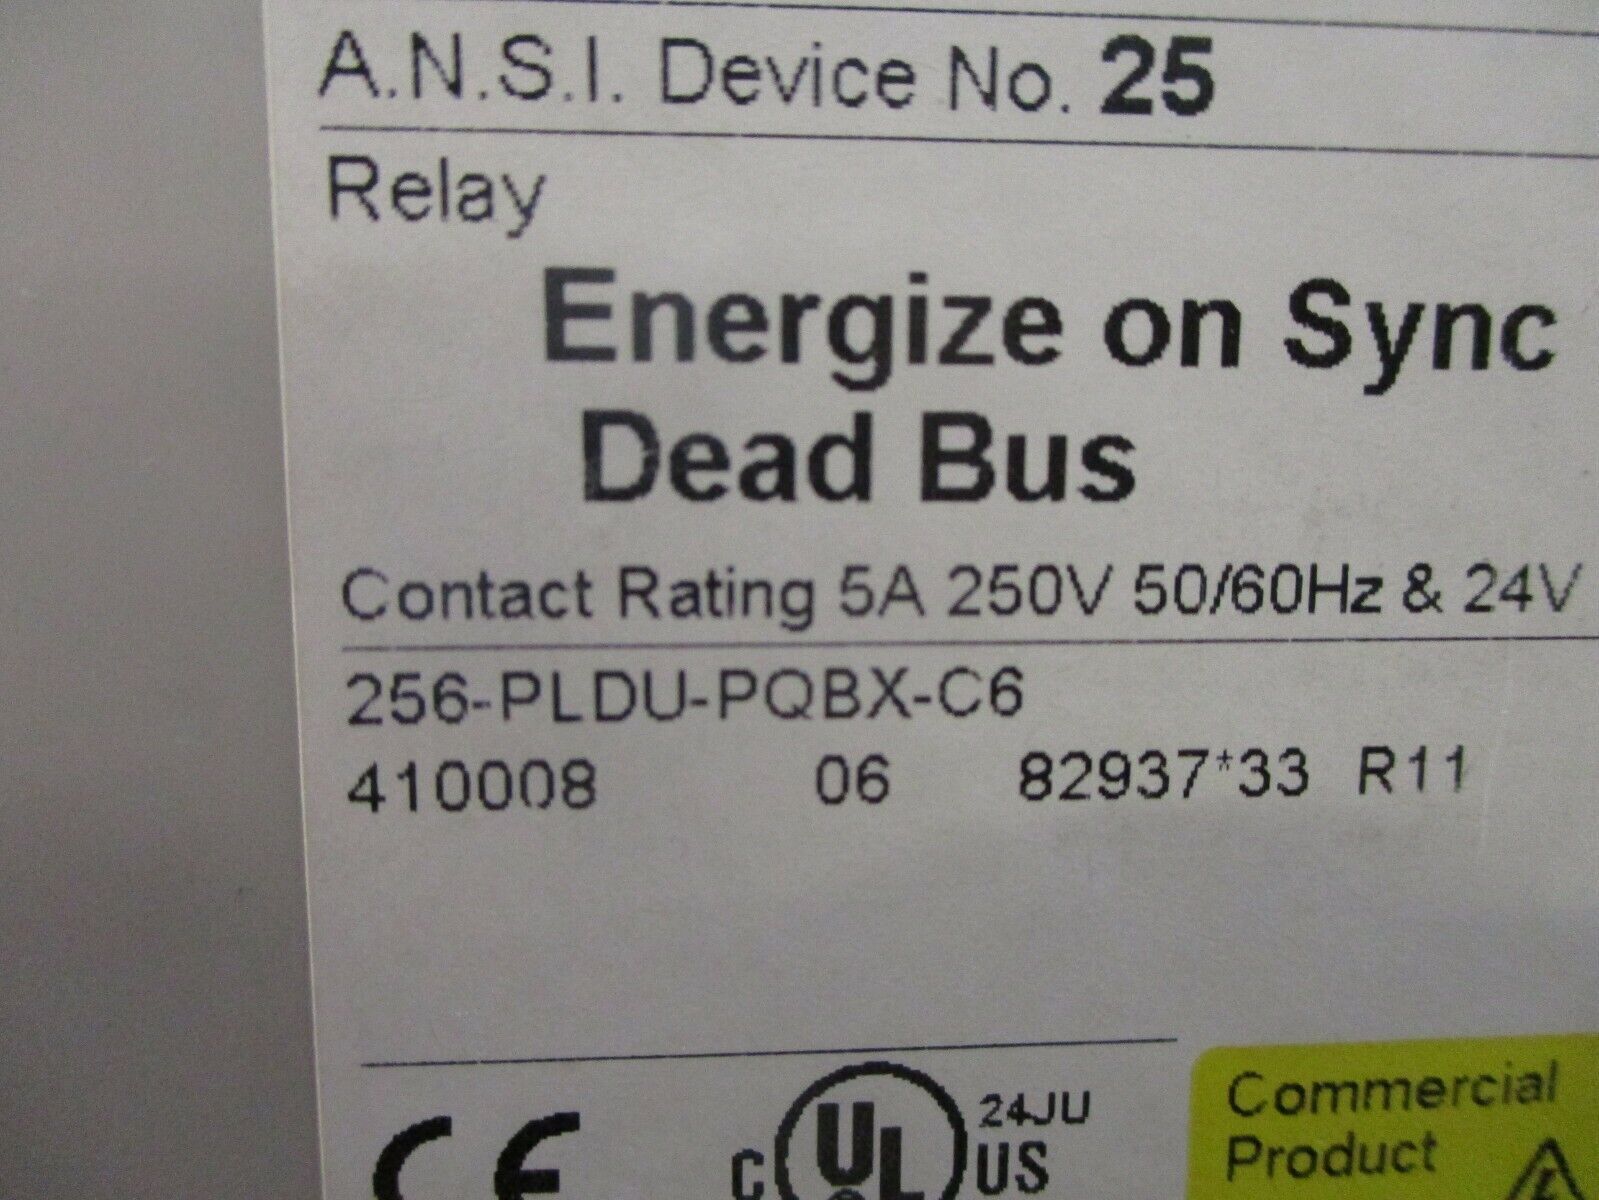 A.N.S.I. Device No. 25
Relay
Energize on Sync
Dead Bus
Contact Rating 5A 250V 50/60Hz & 24V
256-PLDU-PQBX-C6
410008 06 82937*33 R11
CE
C UL US 24JU
Commercial
Product